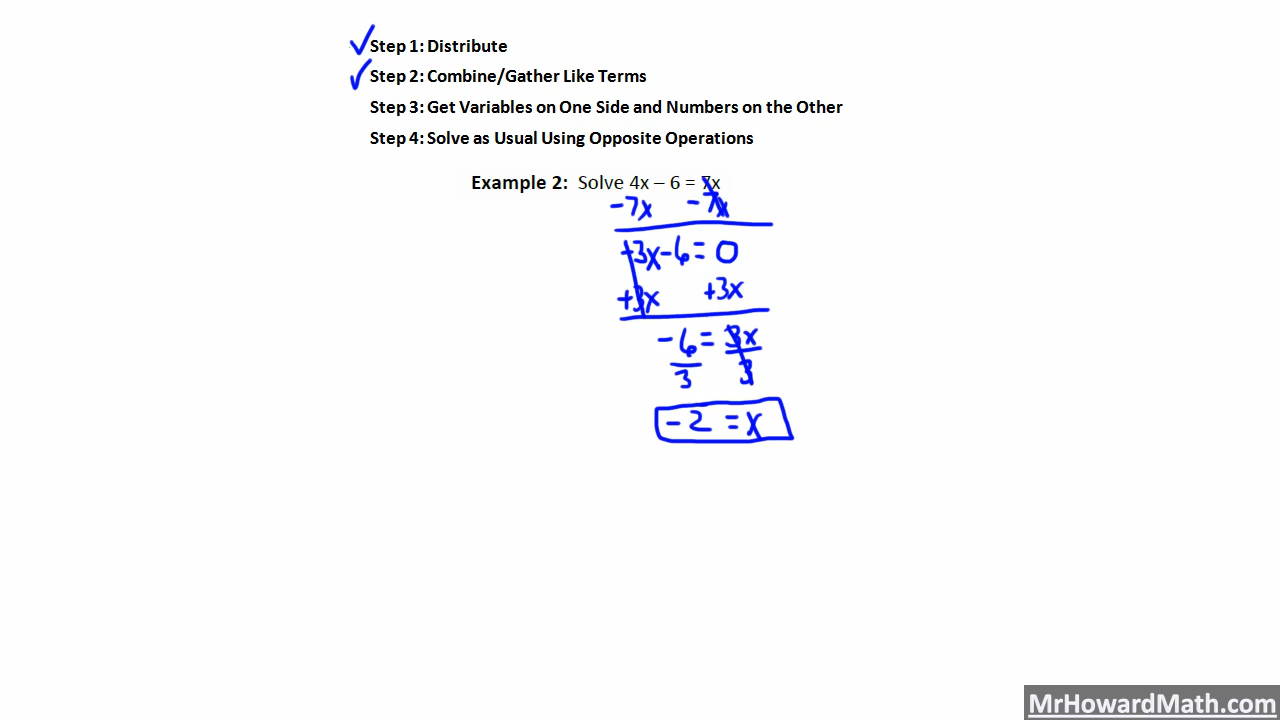 Step 1: Distribute
Step 2: Combine/Gather Like Terms
Step 3: Get Variables on One Side and Numbers on the Other
Step 4: Solve as Usual Using Opposite Operations
Example 2: Solve 4x – 6 = 7x
-7x -7x
+3x-6=0
+3x +3x
-6=3x
3 3
-2=x
MrHowardMath.com